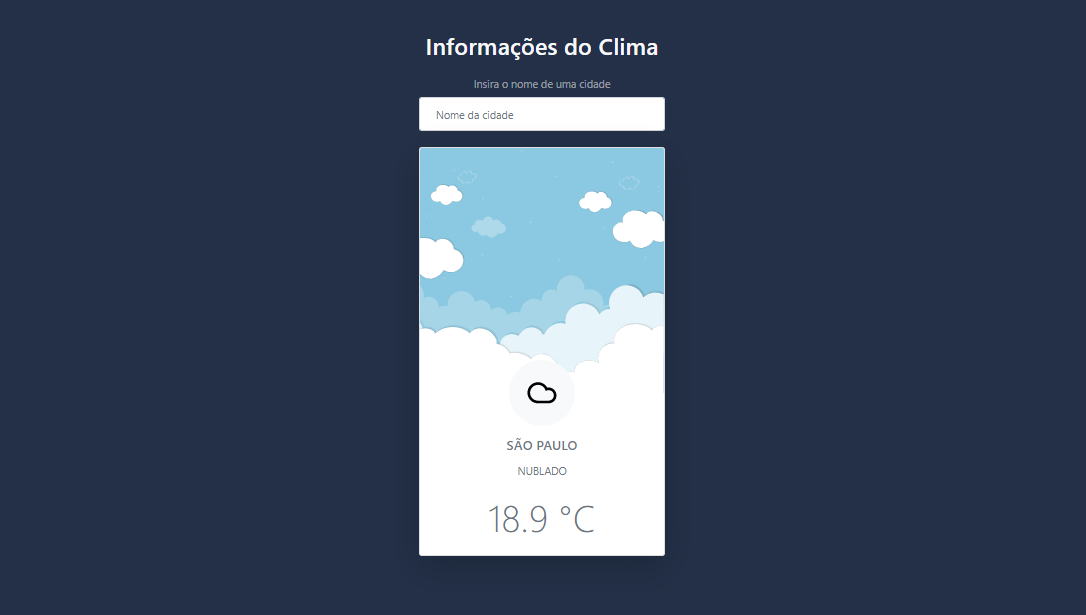 Informações do Clima
Insira o nome de uma cidade
Nome da cidade
SÃO PAULO
NUBLADO
18.9 °C